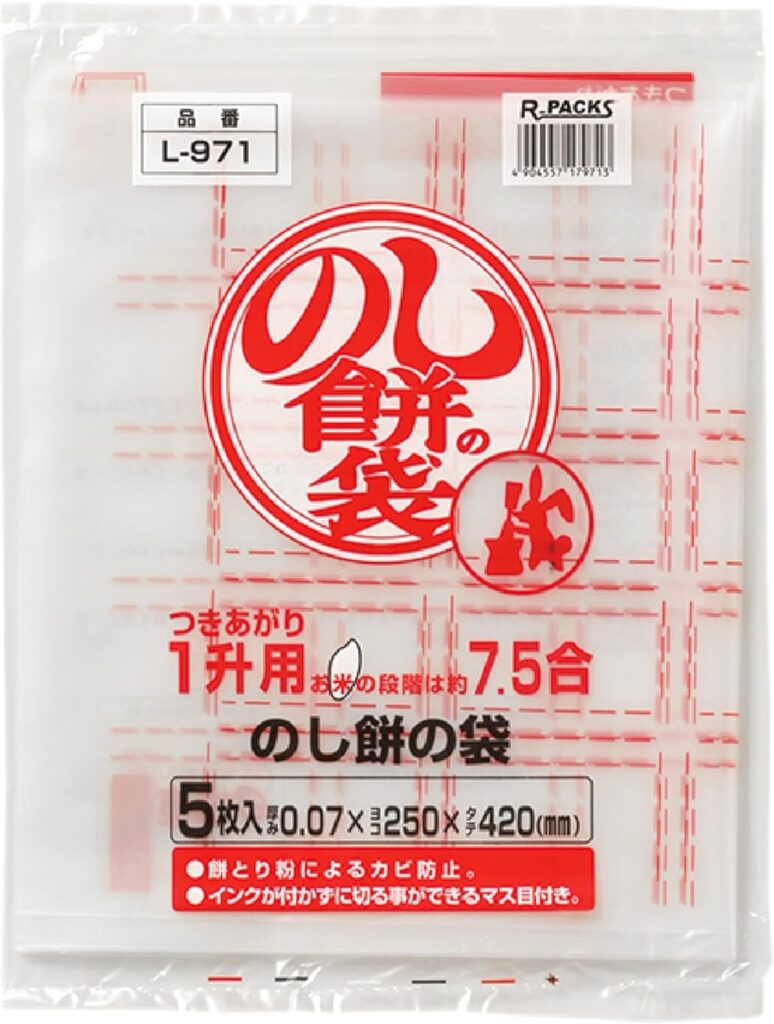 品番
L-971
R-PACKS
4 904557 179713
のし
餅の
袋
つきあがり
1升用 お米の段階は約 7.5合
のし餅の袋
5枚入 厚み0.07×ヨコ250×タテ420(mm)
●餅とり粉によるカビ防止。
●インクが付かずに切る事ができるマス目付き。